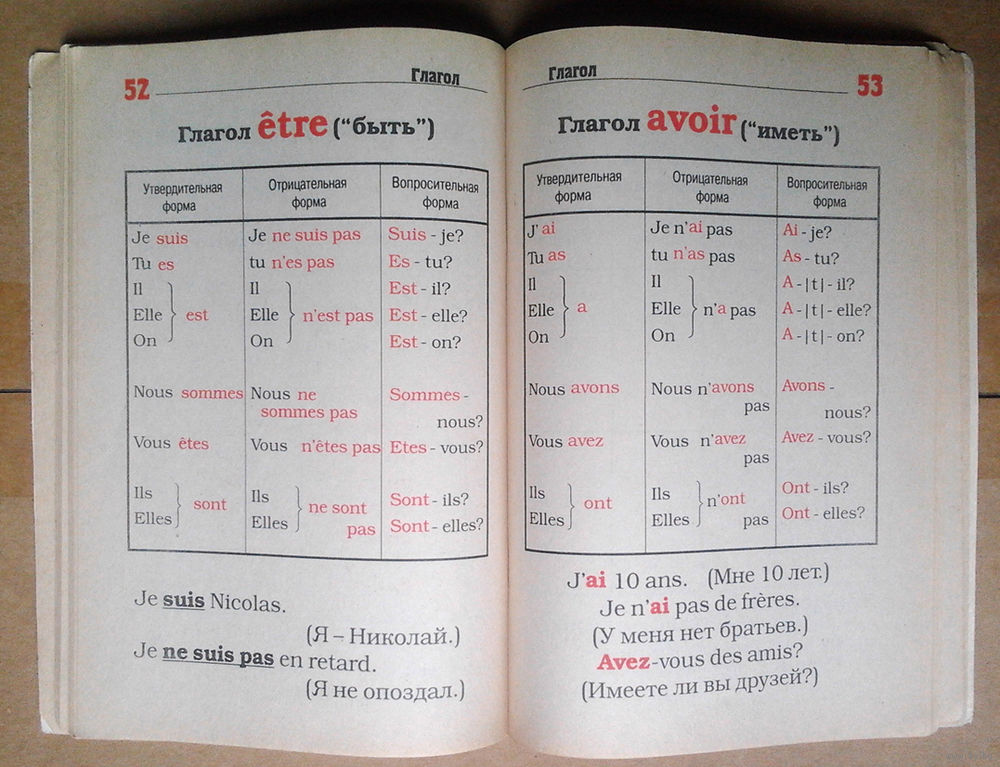 52
Глагол
Глагол être ("быть")
Утвердительная форма
Отрицательная форма
Вопросительная форма
Je suis
Je ne suis pas
Suis - je?
Tu es
tu n'es pas
Es - tu?
Il
Il
Est - il?
Elle est
Elle n'est pas
Est - elle?
On
On
Est - on?
Nous sommes
Nous ne
sommes pas
Sommes -
nous?
Vous êtes
Vous n'êtes pas
Etes - vous?
Ils
Elles
sont
Ils
Elles
ne sont
pas
Sont - ils?
Sont - elles?
Je suis Nicolas.
(Я – Николай.)
Je ne suis pas en retard.
(Я не опоздал.)
Глагол
53
Глагол avoir ("иметь")
Утвердительная форма
Отрицательная форма
Вопросительная форма
J' ai
Je n'ai pas
Ai - je?
Tu as
tu n'as pas
As - tu?
Il
Il
A - |t| - il?
Elle a
Elle n'a pas
A - |t| - elle?
On
On
A - |t| - on?
Nous avons
Nous n'avons
pas
Avons -
nous?
Vous avez
Vous n'avez
pas
Avez - vous?
Ils
Elles
ont
Ils
Elles
n'ont
pas
Ont - ils?
Ont - elles?
J'ai 10 ans. (Мне 10 лет.)
Je n'ai pas de frères.
(У меня нет братьев.)
Avez-vous des amis?
(Имеете ли вы друзей?)